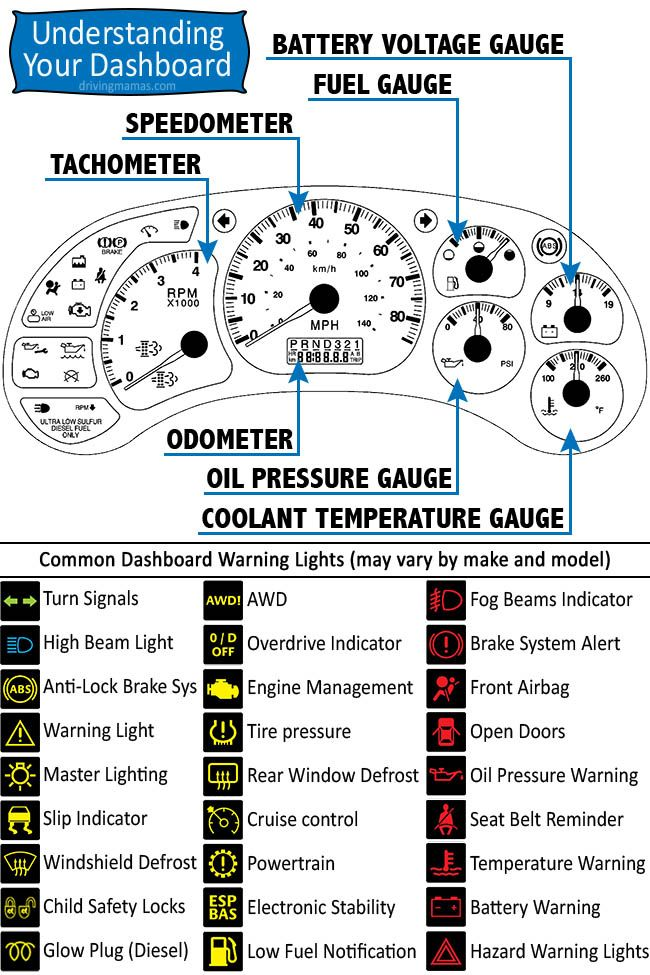 Understanding
Your Dashboard
drivingmamas.com
BATTERY VOLTAGE GAUGE
FUEL GAUGE
SPEEDOMETER
TACHOMETER
BRAKE
LOW
AIR
RPM
ULTRA LOW SULFUR
DIESEL FUEL
ONLY
0
1
2
3
4
RPM
X1000
0
10
20
30
40
50
60
70
80
20
40
60
80
100
120
140
km/h
MPH
PRND321
ABS
0
40
80
PSI
9
13
19
100
210
260
°F
ODOMETER
OIL PRESSURE GAUGE
COOLANT TEMPERATURE GAUGE
Common Dashboard Warning Lights (may vary by make and model)
Turn Signals
AWD! AWD
Fog Beams Indicator
High Beam Light
O/D OFF Overdrive Indicator
Brake System Alert
ABS Anti-Lock Brake Sys
Engine Management
Front Airbag
Warning Light
Tire pressure
Open Doors
Master Lighting
Rear Window Defrost
Oil Pressure Warning
Slip Indicator
Cruise control
Seat Belt Reminder
Windshield Defrost
Powertrain
Temperature Warning
Child Safety Locks
ESP BAS Electronic Stability
Battery Warning
Glow Plug (Diesel)
Low Fuel Notification
Hazard Warning Lights